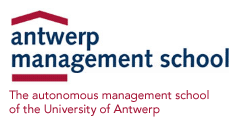 antwerp
management school
The autonomous management school
of the University of Antwerp